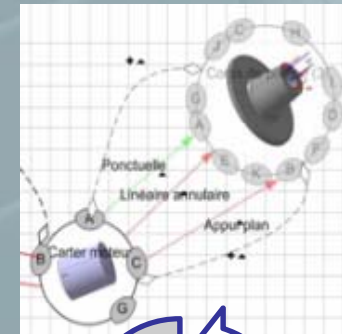 J
C
H
G
A
E
K
B
F
Ponctuelle
Linéaire annulaire
Appui plan
A
Carter moteur
B
C
G